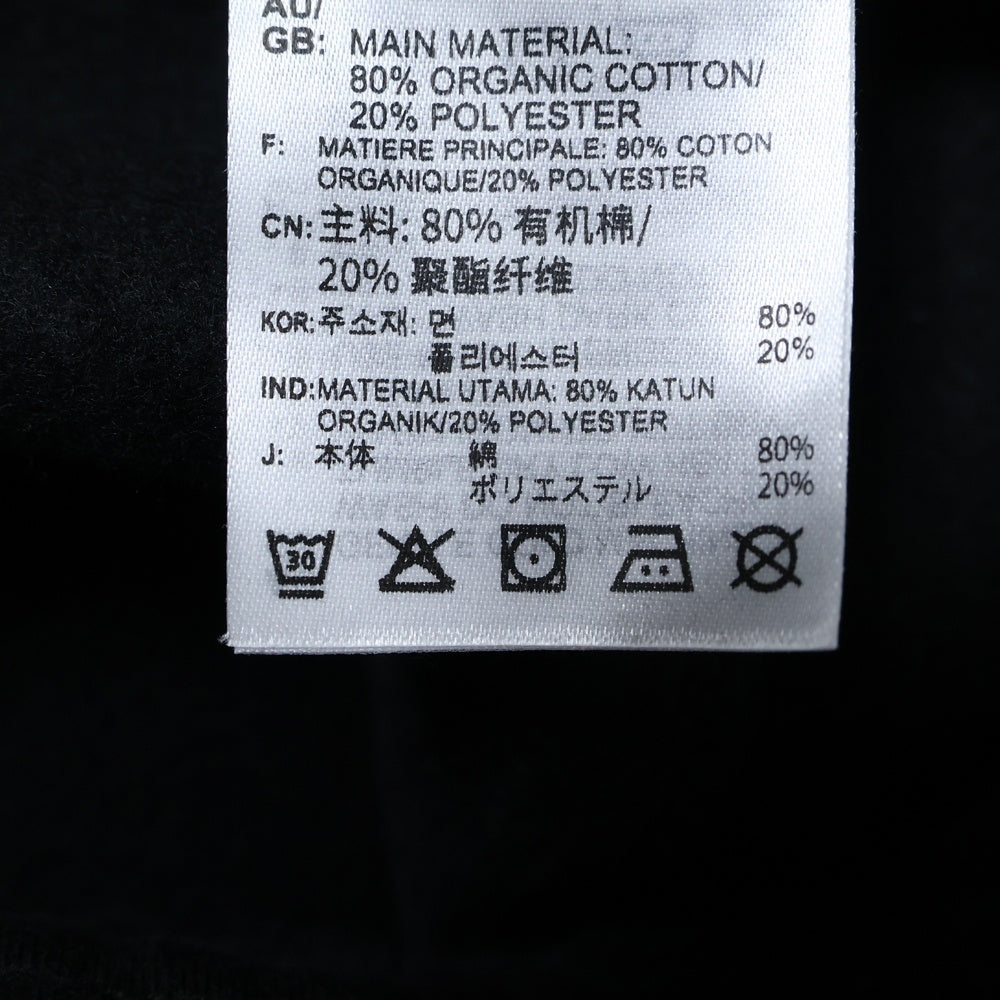 AU/
GB: MAIN MATERIAL:
80% ORGANIC COTTON/
20% POLYESTER
F: MATIERE PRINCIPALE: 80% COTON
ORGANIQUE/20% POLYESTER
CN: 主料: 80% 有机棉/
20% 聚酯纤维
KOR: 주소재: 면 80%
폴리에스터 20%
IND: MATERIAL UTAMA: 80% KATUN
ORGANIK/20% POLYESTER
J: 本体 綿 80%
ポリエステル 20%
30